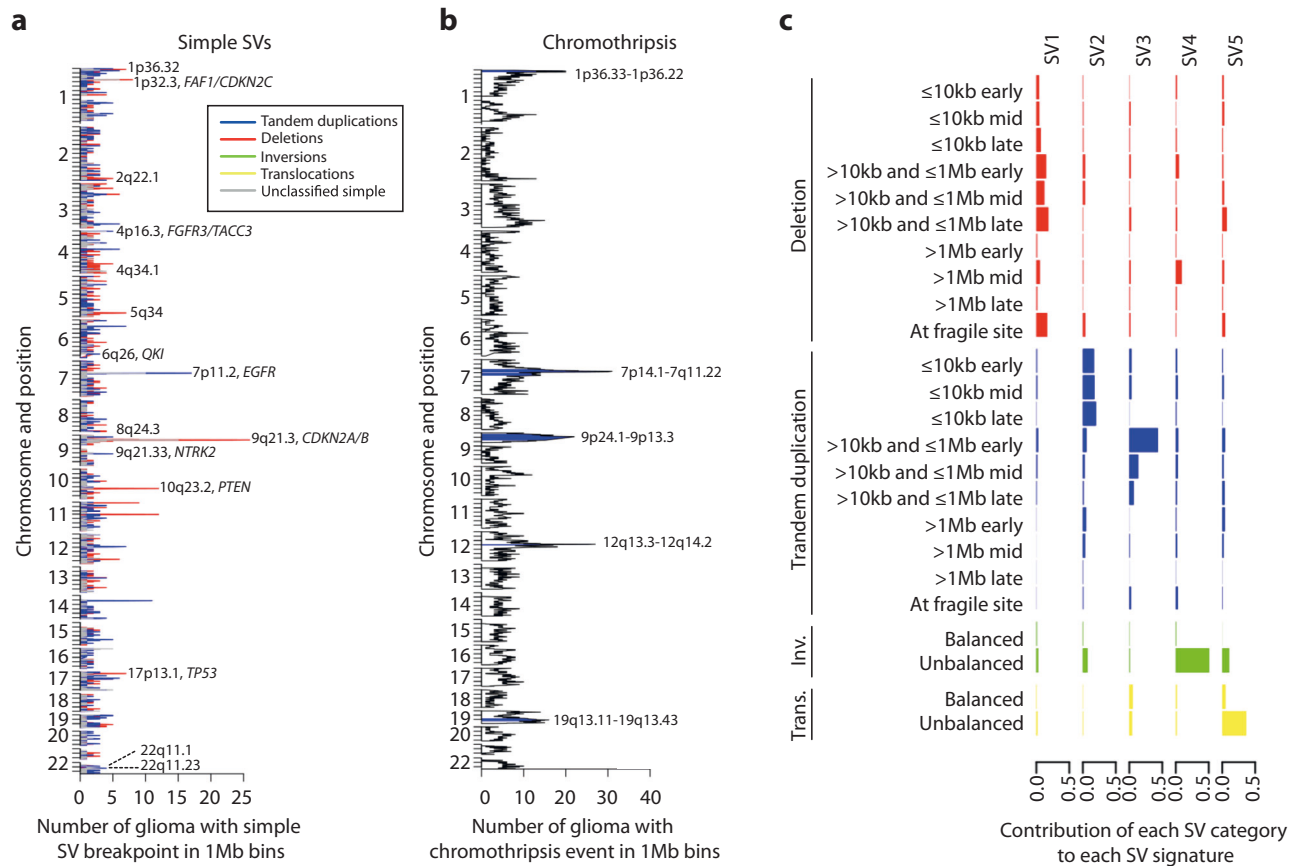 a
Simple SVs
1p36.32
1p32.3, FAF1/CDKN2C
Tandem duplications
Deletions
Inversions
Translocations
Unclassified simple
2q22.1
4p16.3, FGFR3/TACC3
4q34.1
5q34
6q26, QKI
7p11.2, EGFR
8q24.3
9q21.3, CDKN2A/B
9q21.33, NTRK2
10q23.2, PTEN
17p13.1, TP53
22q11.1
22q11.23
1
2
3
4
5
6
7
8
9
10
11
12
13
14
15
16
17
18
19
20
22
Chromosome and position
0 5 10 15 20 25
Number of glioma with simple
SV breakpoint in 1Mb bins
b
Chromothripsis
1p36.33-1p36.22
7p14.1-7q11.22
9p24.1-9p13.3
12q13.3-12q14.2
19q13.11-19q13.43
1
2
3
4
5
6
7
8
9
10
11
12
13
14
15
16
17
18
19
20
22
Chromosome and position
0 10 20 30 40
Number of glioma with
chromothripsis event in 1Mb bins
c
SV1
SV2
SV3
SV4
SV5
Deletion
≤10kb early
≤10kb mid
≤10kb late
>10kb and ≤1Mb early
>10kb and ≤1Mb mid
>10kb and ≤1Mb late
>1Mb early
>1Mb mid
>1Mb late
At fragile site
Trandem duplication
≤10kb early
≤10kb mid
≤10kb late
>10kb and ≤1Mb early
>10kb and ≤1Mb mid
>10kb and ≤1Mb late
>1Mb early
>1Mb mid
>1Mb late
At fragile site
Inv.
Balanced
Unbalanced
Trans.
Balanced
Unbalanced
0.0 0.5 0.0 0.5 0.0 0.5 0.0 0.5 0.0 0.5
Contribution of each SV category
to each SV signature